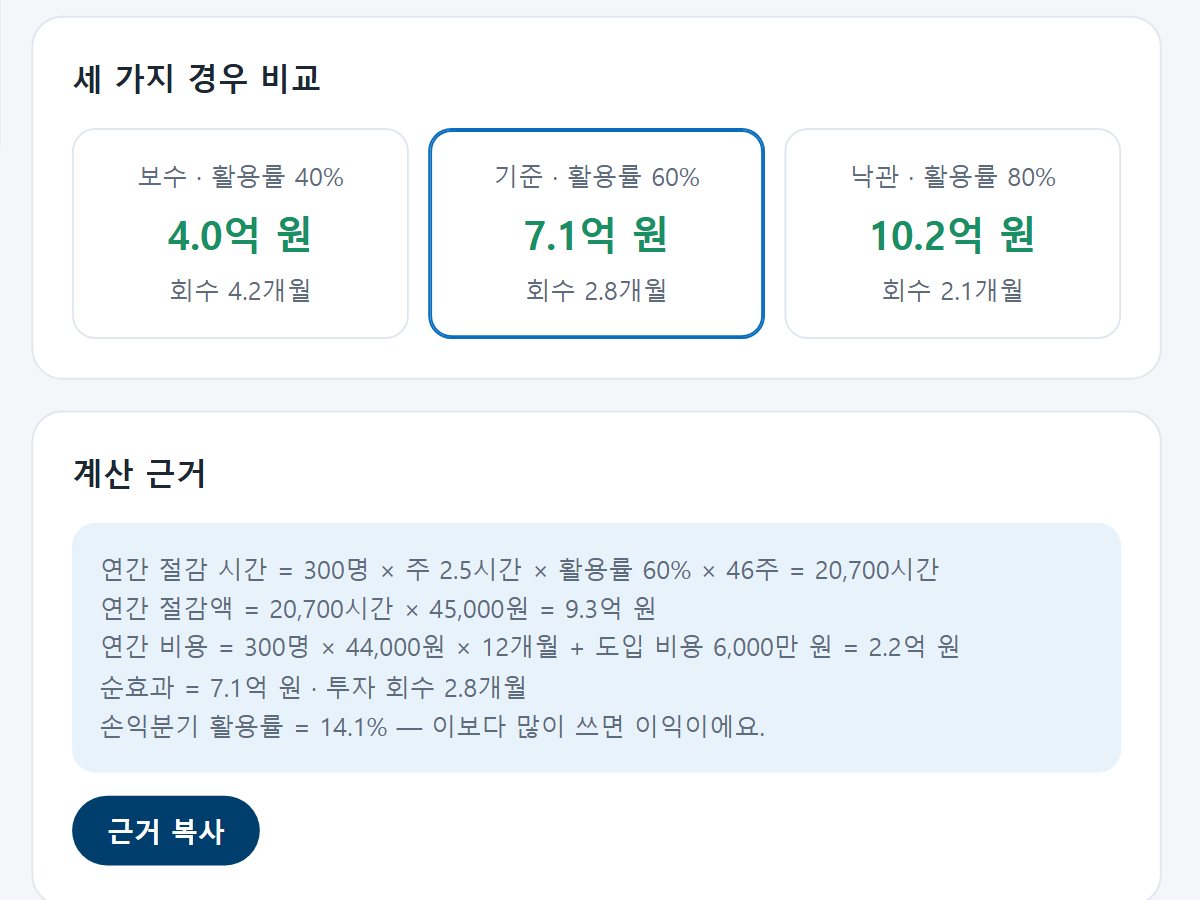 세 가지 경우 비교
보수 · 활용률 40%
4.0억 원
회수 4.2개월
기준 · 활용률 60%
7.1억 원
회수 2.8개월
낙관 · 활용률 80%
10.2억 원
회수 2.1개월
계산 근거
연간 절감 시간 = 300명 × 주 2.5시간 × 활용률 60% × 46주 = 20,700시간
연간 절감액 = 20,700시간 × 45,000원 = 9.3억 원
연간 비용 = 300명 × 44,000원 × 12개월 + 도입 비용 6,000만 원 = 2.2억 원
순효과 = 7.1억 원 · 투자 회수 2.8개월
손익분기 활용률 = 14.1% — 이보다 많이 쓰면 이익이에요.
근거 복사